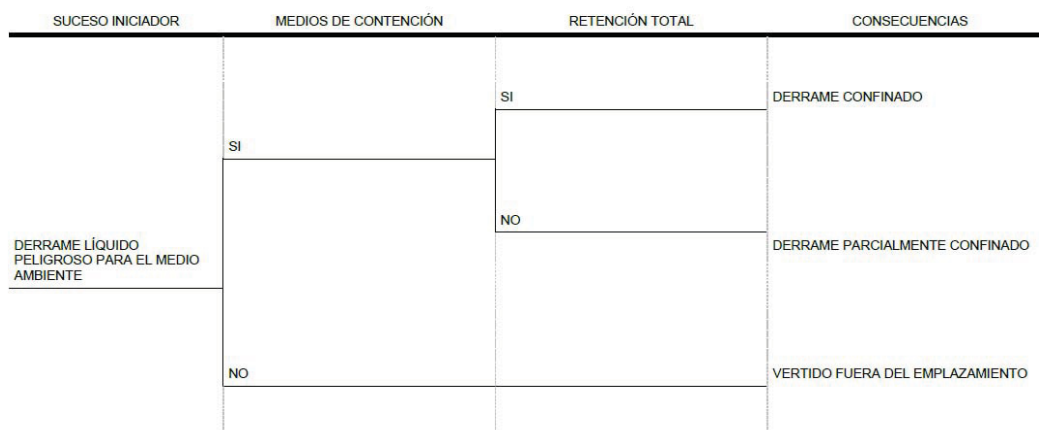 SUCESO INICIADOR
MEDIOS DE CONTENCIÓN
RETENCIÓN TOTAL
CONSECUENCIAS
SI
DERRAME CONFINADO
SI
NO
DERRAME LÍQUIDO
PELIGROSO PARA EL MEDIO
AMBIENTE
DERRAME PARCIALMENTE CONFINADO
NO
VERTIDO FUERA DEL EMPLAZAMIENTO